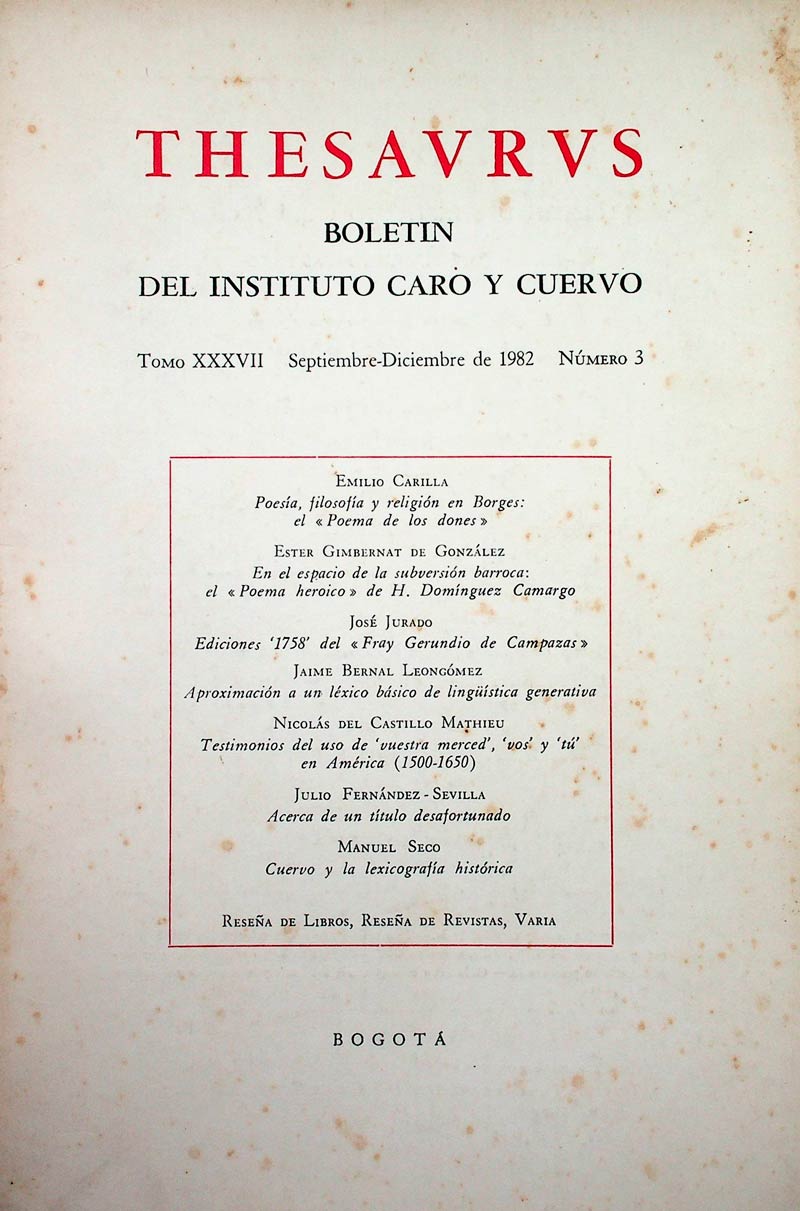 THESAVRVS
BOLETIN
DEL INSTITUTO CARO Y CUERVO
TOMO XXXVII Septiembre-Diciembre de 1982 NÚMERO 3
EMILIO CARILLA
Poesía, filosofía y religión en Borges:
el «Poema de los dones»
ESTER GIMBERNAT DE GONZÁLEZ
En el espacio de la subversión barroca:
el «Poema heroico» de H. Domínguez Camargo
JOSÉ JURADO
Ediciones ‘1758’ del «Fray Gerundio de Campazas»
JAIME BERNAL LEONGÓMEZ
Aproximación a un léxico básico de lingüística generativa
NICOLÁS DEL CASTILLO MATHIEU
Testimonios del uso de ‘vuestra merced’, ‘vos’ y ‘tú’
en América (1500-1650)
JULIO FERNÁNDEZ-SEVILLA
Acerca de un título desafortunado
MANUEL SECO
Cuervo y la lexicografía histórica
RESEÑA DE LIBROS, RESEÑA DE REVISTAS, VARIA
BOGOTÁ